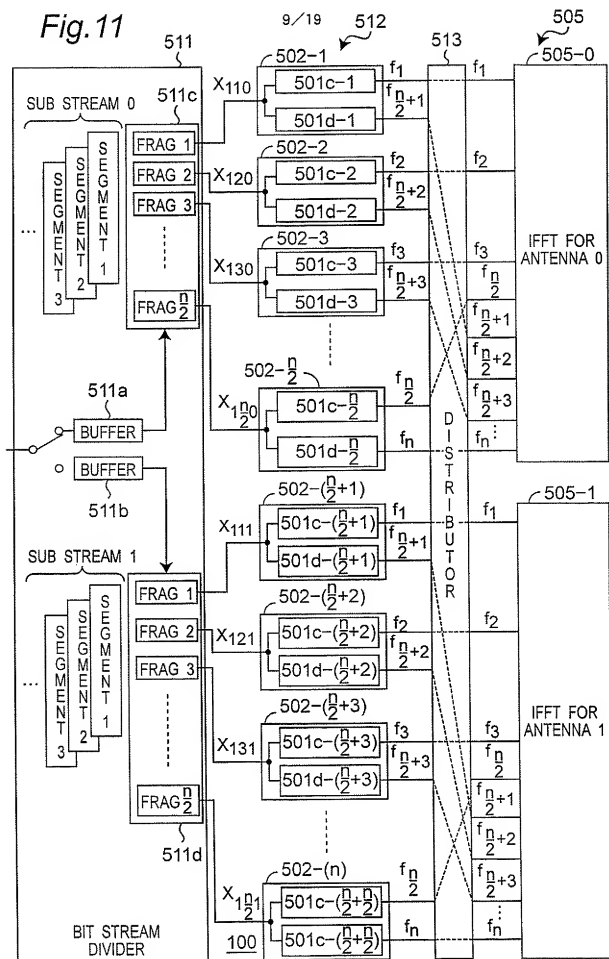 Fig.11
9/19
511
512
513
505
SUB STREAM 0
511c
SEGMENT 1
SEGMENT 2
SEGMENT 3
...
FRAG 1
FRAG 2
FRAG 3
FRAG n/2
511a
BUFFER
BUFFER
511b
SUB STREAM 1
SEGMENT 1
SEGMENT 2
SEGMENT 3
...
FRAG 1
FRAG 2
FRAG 3
FRAG n/2
511d
BIT STREAM
DIVIDER
X110
502-1
501c-1
501d-1
f1
fn/2+1
X120
502-2
501c-2
501d-2
f2
fn/2+2
X130
502-3
501c-3
501d-3
f3
fn/2+3
X1n/20
502-n/2
501c-n/2
501d-n/2
fn/2
fn
X111
502-(n/2+1)
501c-(n/2+1)
501d-(n/2+1)
f1
fn/2+1
X121
502-(n/2+2)
501c-(n/2+2)
501d-(n/2+2)
f2
fn/2+2
X131
502-(n/2+3)
501c-(n/2+3)
501d-(n/2+3)
f3
fn/2+3
X1n/21
502-(n)
501c-(n/2+n/2)
501c-(n/2+n/2)
fn/2
fn
100
DISTRIBUTOR
505-0
f1
f2
f3
fn/2
fn/2+1
fn/2+2
fn/2+3
...
fn
IFFT FOR
ANTENNA 0
505-1
f1
f2
f3
fn/2
fn/2+1
fn/2+2
fn/2+3
...
fn
IFFT FOR
ANTENNA 1